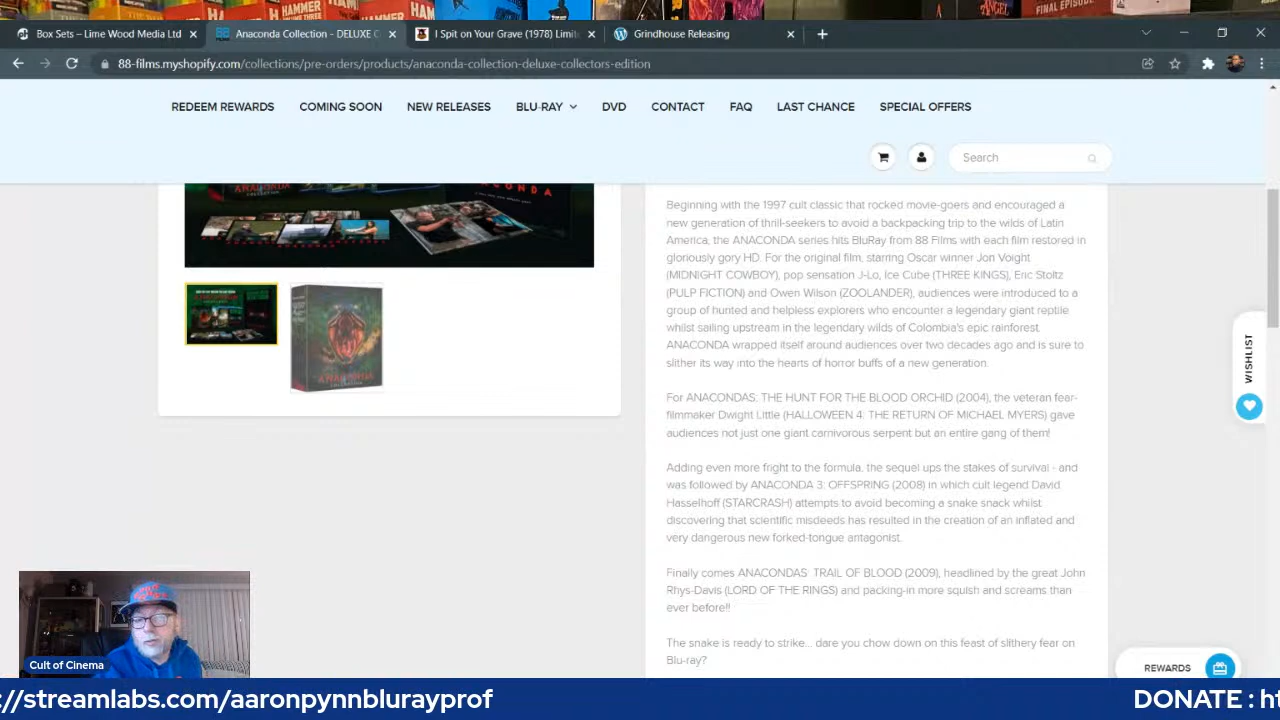 HAMMER
VOLUME THREE
HAMMER
HAM
ANGEL
FINAL EPISODE
Box Sets – Lime Wood Media Ltd
Anaconda Collection - DELUXE C
I Spit on Your Grave (1978) Limit
Grindhouse Releasing
88-films.myshopify.com/collections/pre-orders/products/anaconda-collection-deluxe-collectors-edition
REDEEM REWARDS COMING SOON NEW RELEASES BLU-RAY DVD CONTACT FAQ LAST CHANCE SPECIAL OFFERS
Search
Beginning with the 1997 cult classic that rocked movie-goers and encouraged a
new generation of thrill-seekers to avoid a backpacking trip to the wilds of Latin
America, the ANACONDA series hits BluRay from 88 Films with each film restored in
gloriously gory HD. For the original film, starring Oscar winner Jon Voight
(MIDNIGHT COWBOY), pop sensation J-Lo, Ice Cube (THREE KINGS), Eric Stoltz
(PULP FICTION) and Owen Wilson (ZOOLANDER), audiences were introduced to a
group of hunted and helpless explorers who encounter a legendary giant reptile
whilst sailing upstream in the legendary wilds of Colombia's epic rainforest.
ANACONDA wrapped itself around audiences over two decades ago and is sure to
slither its way into the hearts of horror buffs of a new generation.
For ANACONDAS: THE HUNT FOR THE BLOOD ORCHID (2004), the veteran fear-
filmmaker Dwight Little (HALLOWEEN 4: THE RETURN OF MICHAEL MYERS) gave
audiences not just one giant carnivorous serpent but an entire gang of them!
Adding even more fright to the formula, the sequel ups the stakes of survival - and
was followed by ANACONDA 3: OFFSPRING (2008) in which cult legend David
Hasselhoff (STARCRASH) attempts to avoid becoming a snake snack whilst
discovering that scientific misdeeds has resulted in the creation of an inflated and
very dangerous new forked-tongue antagonist.
Finally comes ANACONDAS: TRAIL OF BLOOD (2009), headlined by the great John
Rhys-Davis (LORD OF THE RINGS) and packing-in more squish and screams than
ever before!!
The snake is ready to strike... dare you chow down on this feast of slithery fear on
Blu-ray?
WISHLIST
REWARDS
ANACONDA
Cult of Cinema
://streamlabs.com/aaronpynnblurayprof
DONATE : ht